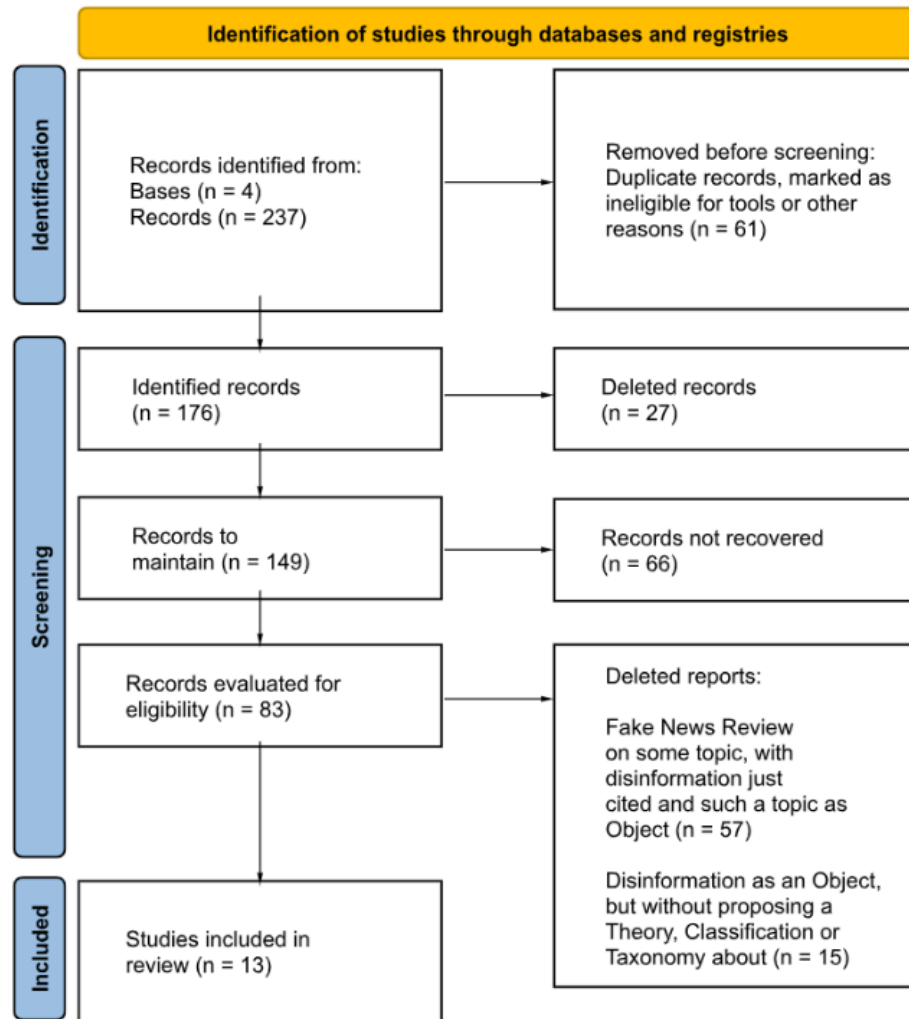 Identification of studies through databases and registries
Identification
Records identified from:
Bases (n = 4)
Records (n = 237)
Removed before screening:
Duplicate records, marked as
ineligible for tools or other
reasons (n = 61)
Screening
Identified records
(n = 176)
Deleted records
(n = 27)
Records to
maintain (n = 149)
Records not recovered
(n = 66)
Records evaluated for
eligibility (n = 83)
Deleted reports:
Fake News Review
on some topic, with
disinformation just
cited and such a topic as
Object (n = 57)
Disinformation as an Object,
but without proposing a
Theory, Classification or
Taxonomy about (n = 15)
Included
Studies included in
review (n = 13)